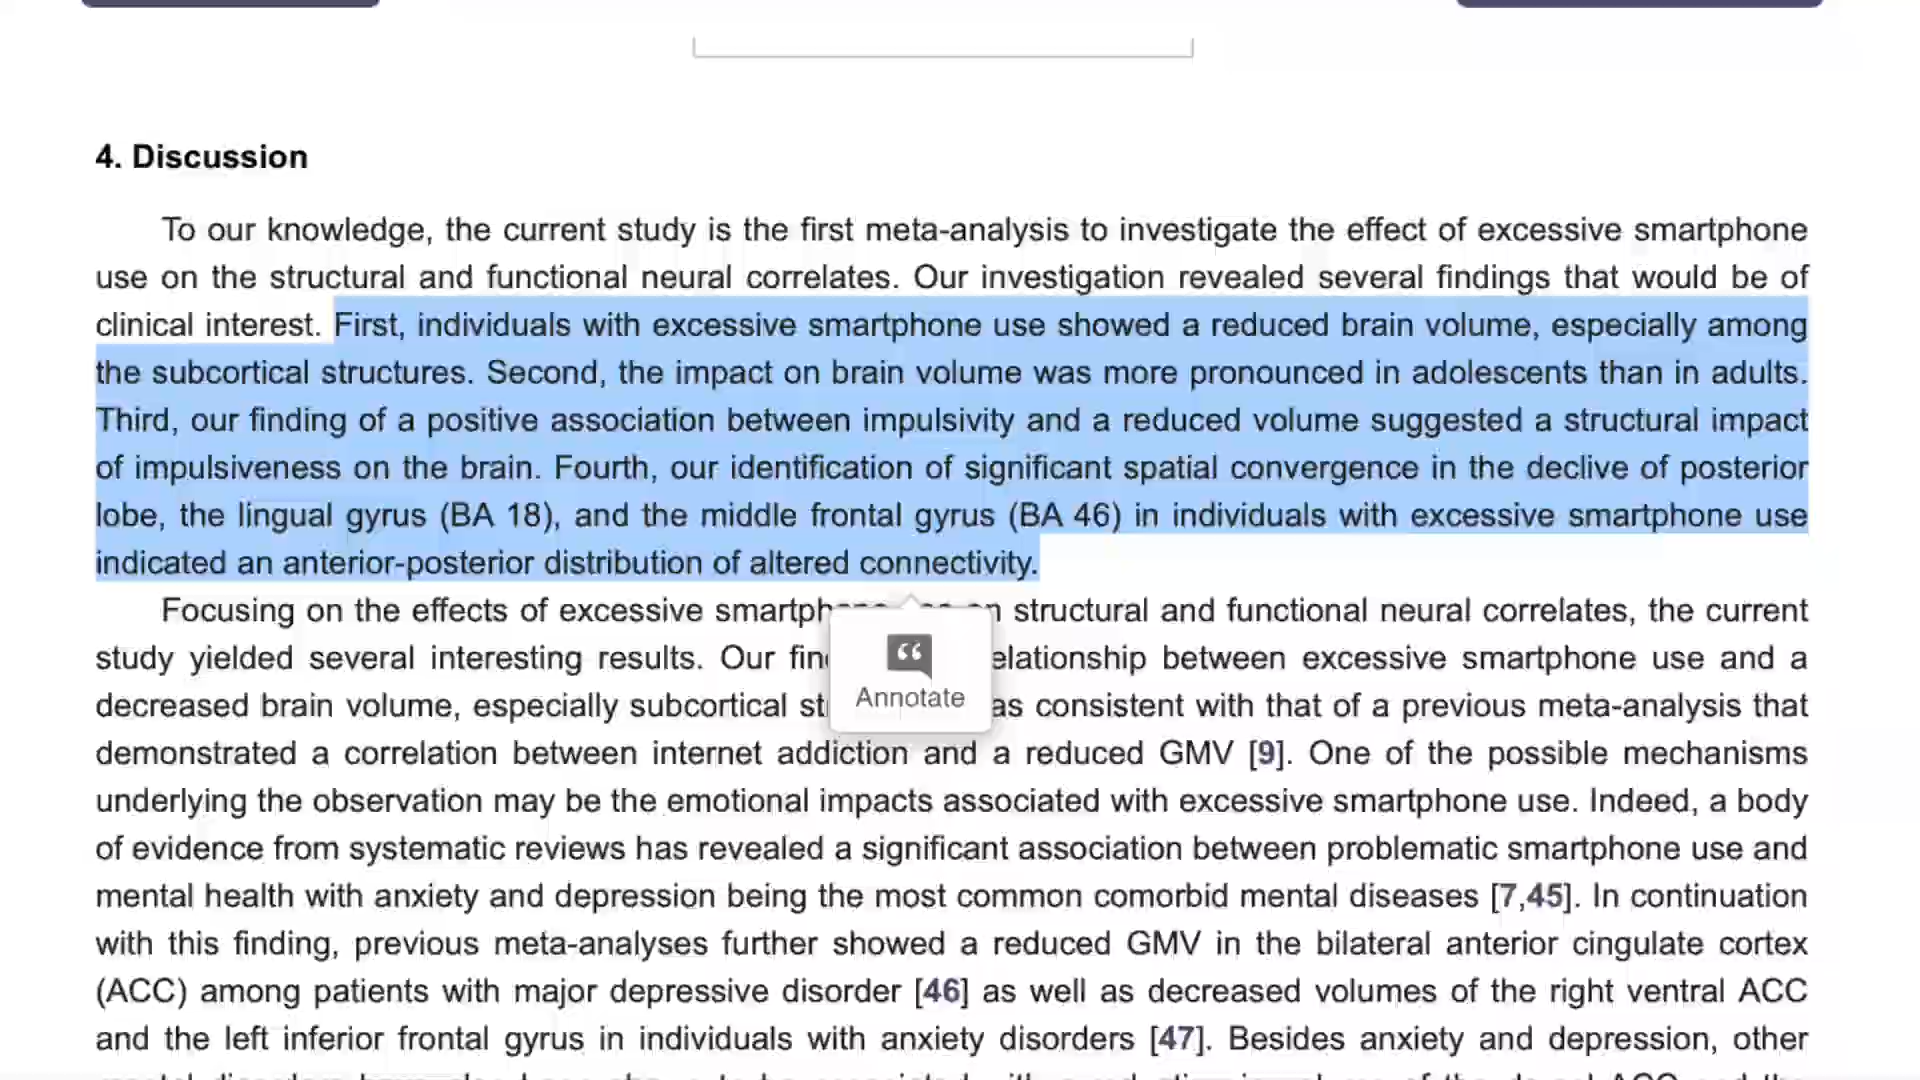 4. Discussion
To our knowledge, the current study is the first meta-analysis to investigate the effect of excessive smartphone
use on the structural and functional neural correlates. Our investigation revealed several findings that would be of
clinical interest. First, individuals with excessive smartphone use showed a reduced brain volume, especially among
the subcortical structures. Second, the impact on brain volume was more pronounced in adolescents than in adults.
Third, our finding of a positive association between impulsivity and a reduced volume suggested a structural impact
of impulsiveness on the brain. Fourth, our identification of significant spatial convergence in the declive of posterior
lobe, the lingual gyrus (BA 18), and the middle frontal gyrus (BA 46) in individuals with excessive smartphone use
indicated an anterior-posterior distribution of altered connectivity.
Focusing on the effects of excessive structural and functional neural correlates, the current
study yielded several interesting results. Our relationship between excessive smartphone use and a
decreased brain volume, especially subcortical consistent with that of a previous meta-analysis that
Annotate
demonstrated a correlation between internet addiction and a reduced GMV [9]. One of the possible mechanisms
underlying the observation may be the emotional impacts associated with excessive smartphone use. Indeed, a body
of evidence from systematic reviews has revealed a significant association between problematic smartphone use and
mental health with anxiety and depression being the most common comorbid mental diseases [7,45]. In continuation
with this finding, previous meta-analyses further showed a reduced GMV in the bilateral anterior cingulate cortex
(ACC) among patients with major depressive disorder [46] as well as decreased volumes of the right ventral ACC
and the left inferior frontal gyrus in individuals with anxiety disorders [47]. Besides anxiety and depression, other